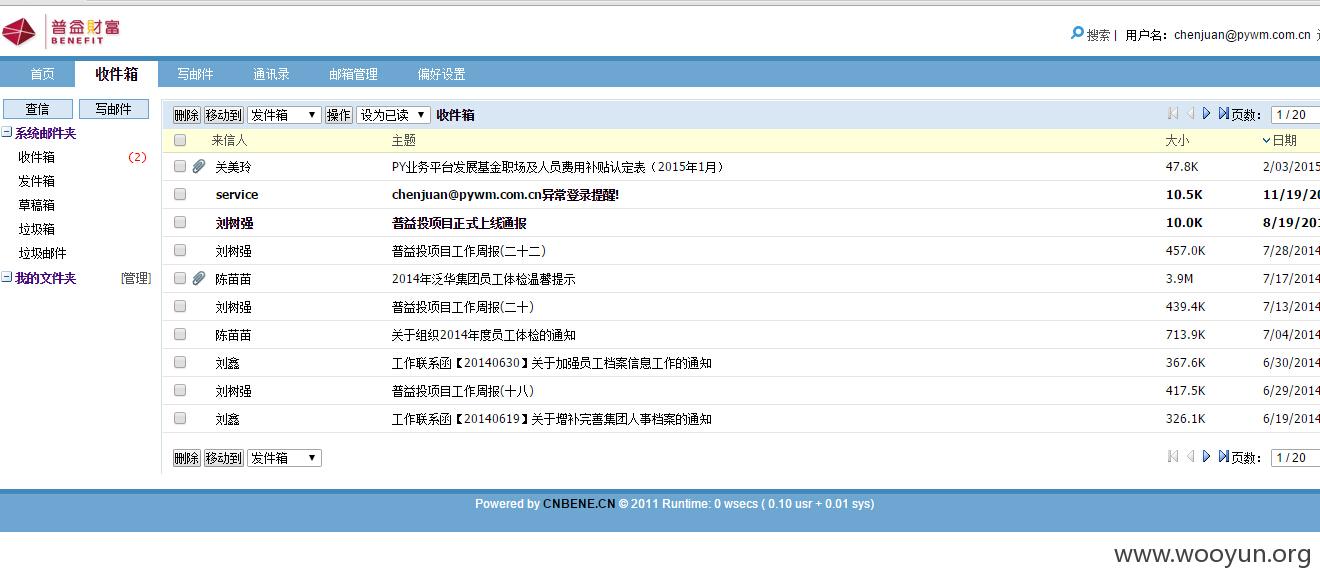 普益财富
BENEFIT
搜索 | 用户名：chenjuan@pywm.com.cn
首页 收件箱 写邮件 通讯录 邮箱管理 偏好设置
查信 写邮件
删除 移动到 发件箱 操作 设为已读 收件箱 页数： 1 / 20
系统邮件夹
收件箱 (2)
发件箱
草稿箱
垃圾箱
垃圾邮件
我的文件夹 [管理]
来信人 主题 大小 日期
关美玲 PY业务平台发展基金职场及人员费用补贴认定表（2015年1月） 47.8K 2/03/2015
service chenjuan@pywm.com.cn异常登录提醒! 10.5K 11/19/20
刘树强 普益投项目正式上线通报 10.0K 8/19/201
刘树强 普益投项目工作周报(二十二) 457.0K 7/28/2014
陈苗苗 2014年泛华集团员工体检温馨提示 3.9M 7/17/2014
刘树强 普益投项目工作周报(二十) 439.4K 7/13/2014
陈苗苗 关于组织2014年度员工体检的通知 713.9K 7/04/2014
刘鑫 工作联系函【20140630】关于加强员工档案信息工作的通知 367.6K 6/30/2014
刘树强 普益投项目工作周报(十八) 417.5K 6/29/2014
刘鑫 工作联系函【20140619】关于增补完善集团人事档案的通知 326.1K 6/19/2014
删除 移动到 发件箱 页数： 1 / 20
Powered by CNBENE.CN © 2011 Runtime: 0 wsecs ( 0.10 usr + 0.01 sys)
www.wooyun.org